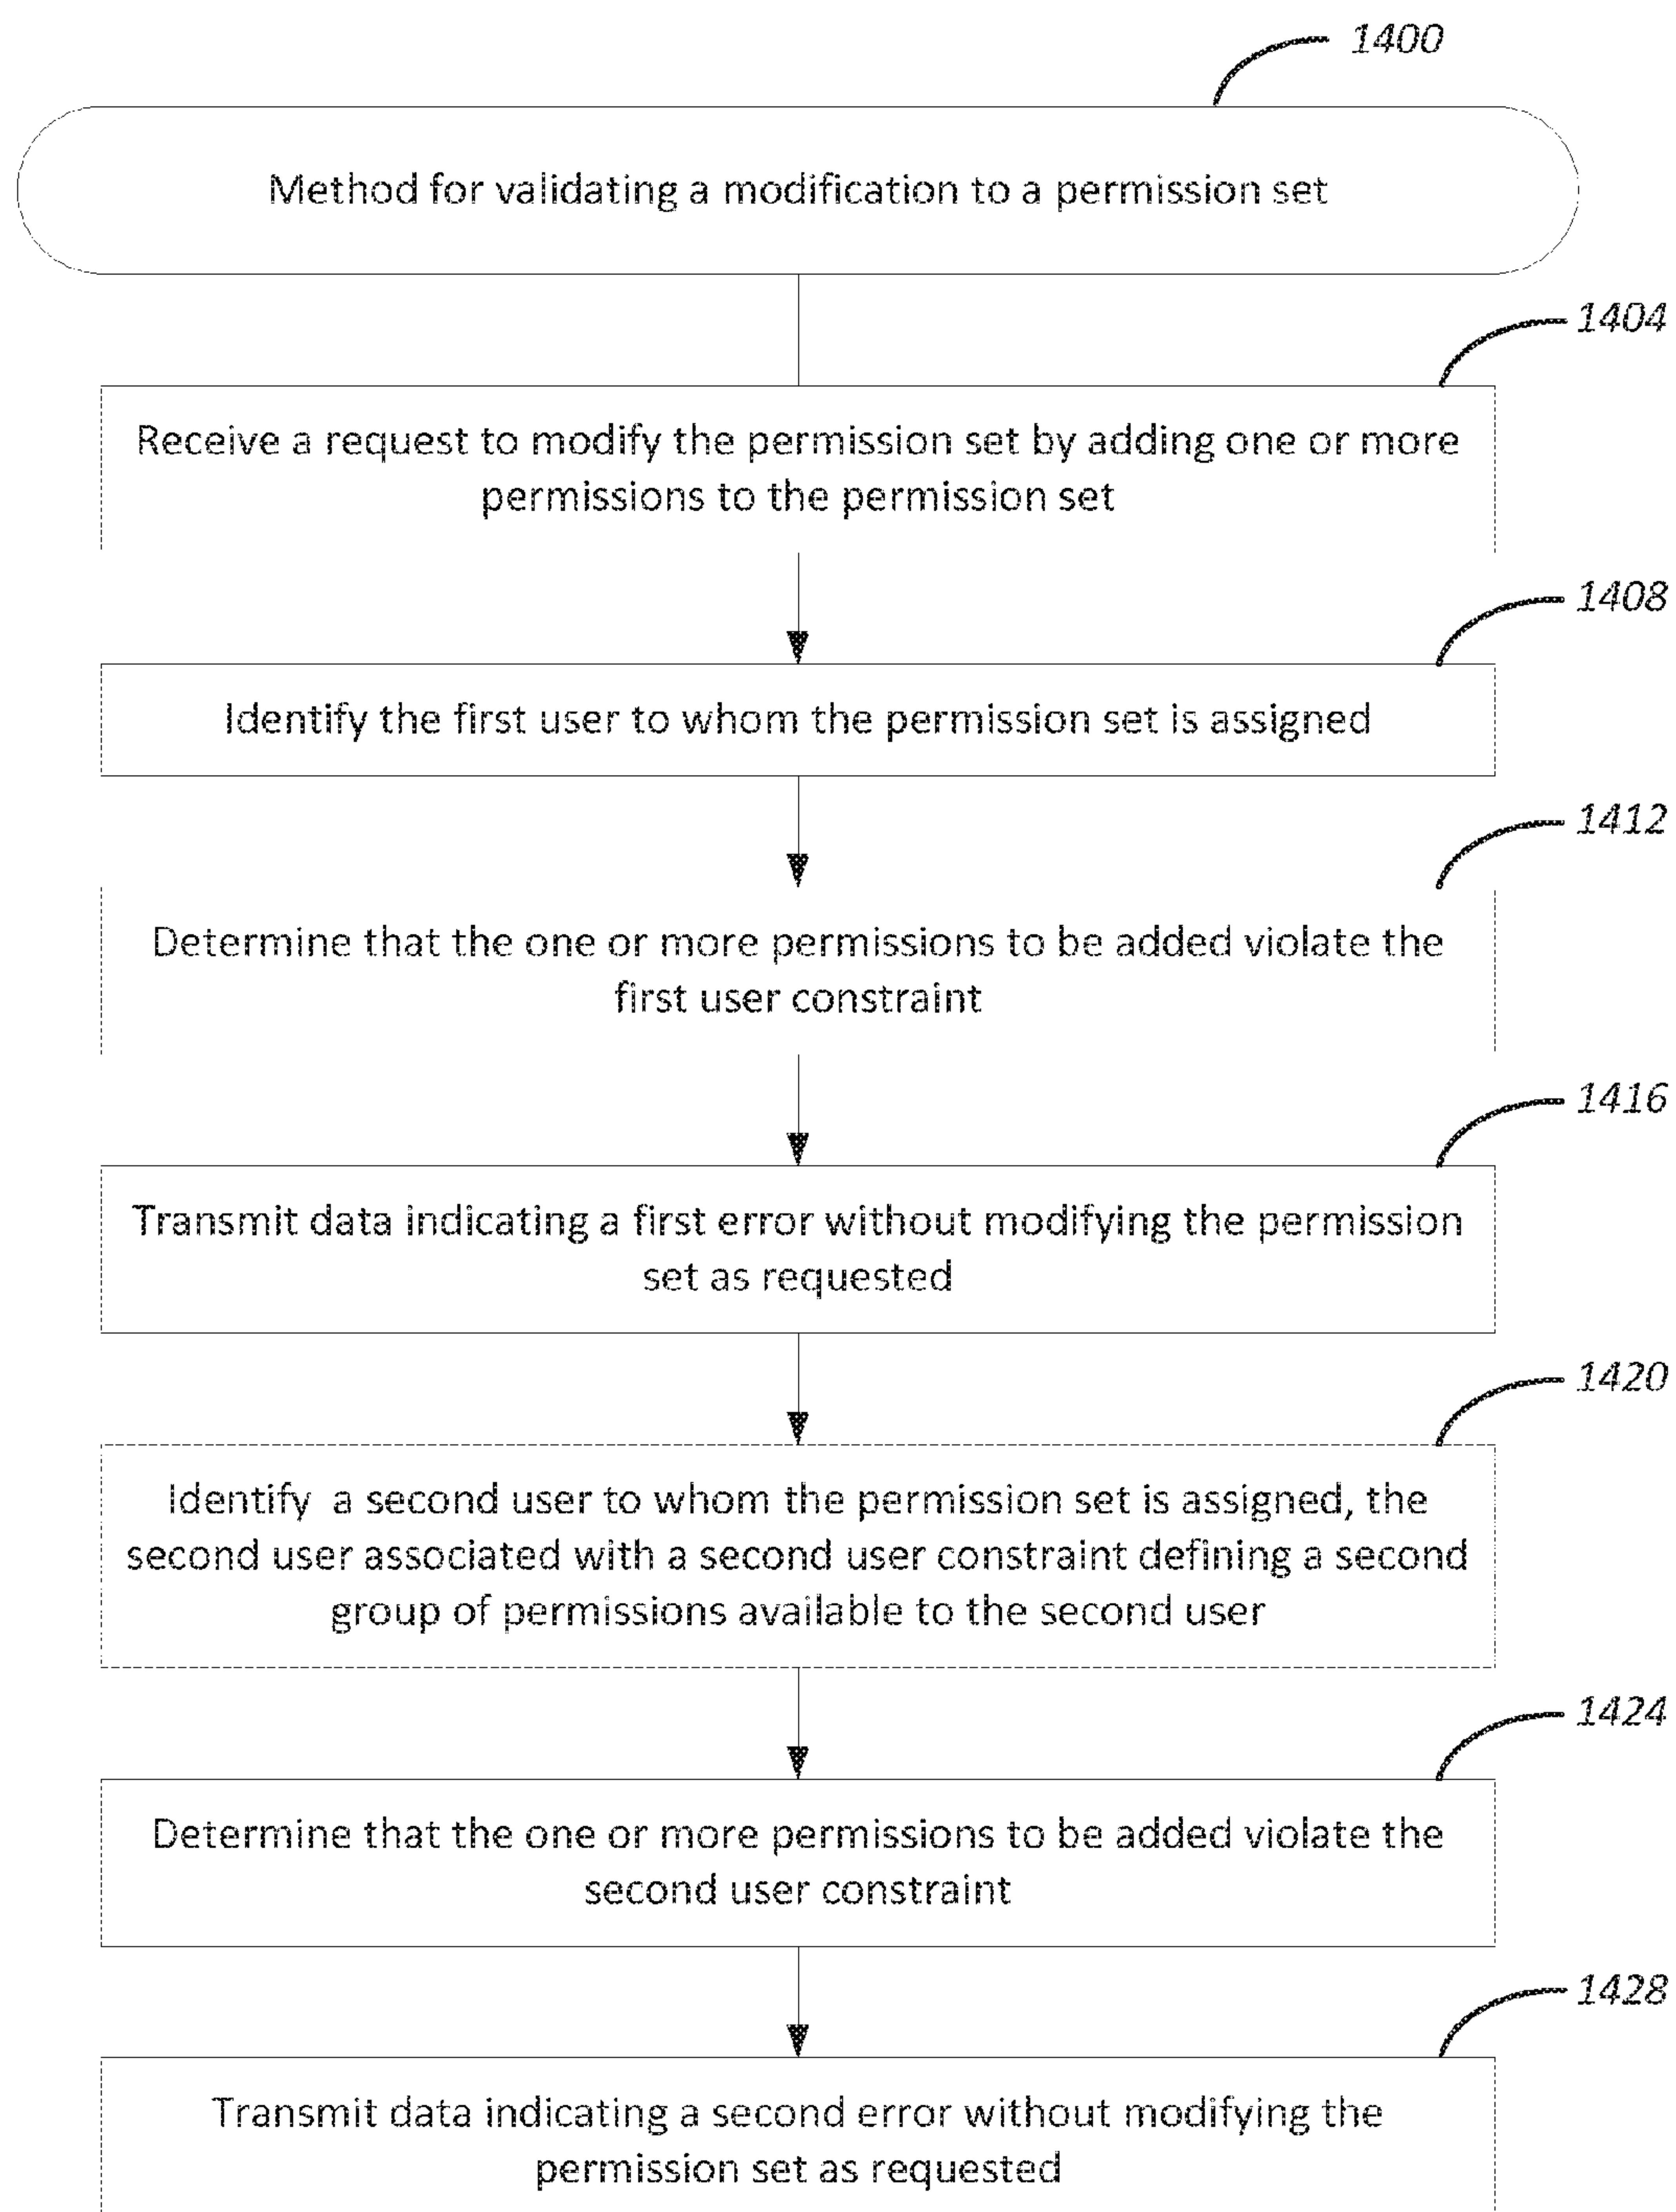 1400
Method for validating a modification to a permission set
1404
Receive a request to modify the permission set by adding one or more
permissions to the permission set
1408
Identify the first user to whom the permission set is assigned
1412
Determine that the one or more permissions to be added violate the
first user constraint
1416
Transmit data indicating a first error without modifying the permission
set as requested
1420
Identify a second user to whom the permission set is assigned, the
second user associated with a second user constraint defining a second
group of permissions available to the second user
1424
Determine that the one or more permissions to be added violate the
second user constraint
1428
Transmit data indicating a second error without modifying the
permission set as requested